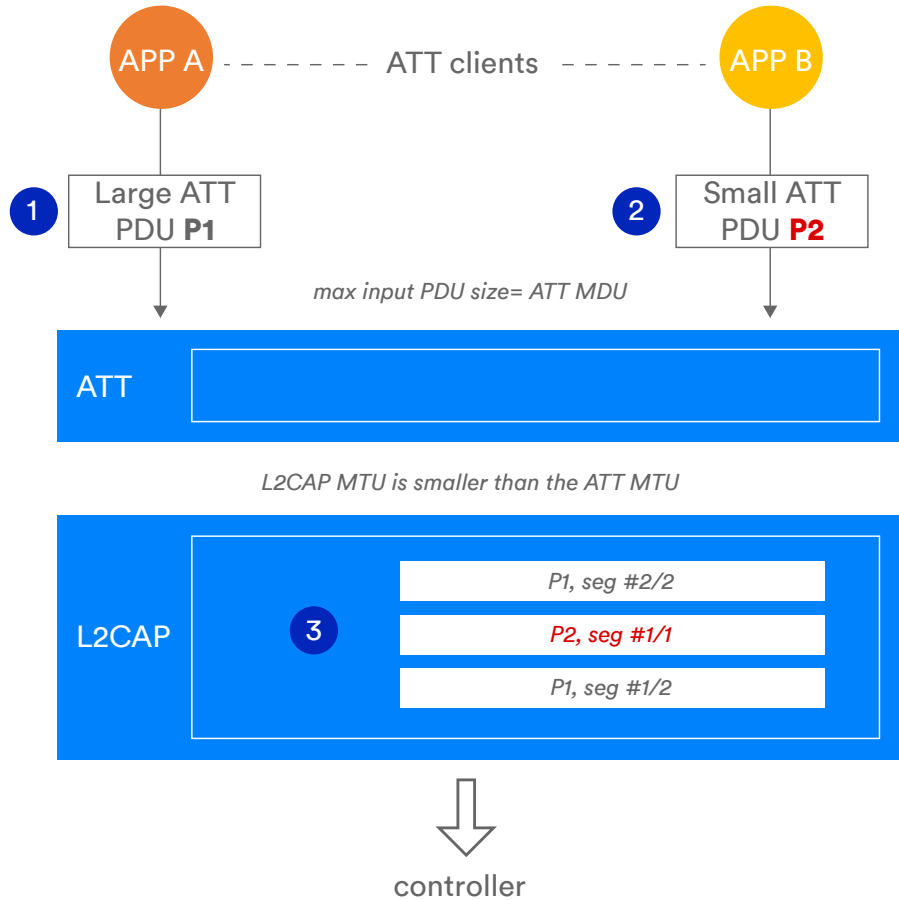 APP A
ATT clients
APP B
1
Large ATT
PDU P1
2
Small ATT
PDU P2
max input PDU size= ATT MDU
ATT
L2CAP MTU is smaller than the ATT MTU
L2CAP
3
P1, seg #2/2
P2, seg #1/1
P1, seg #1/2
controller